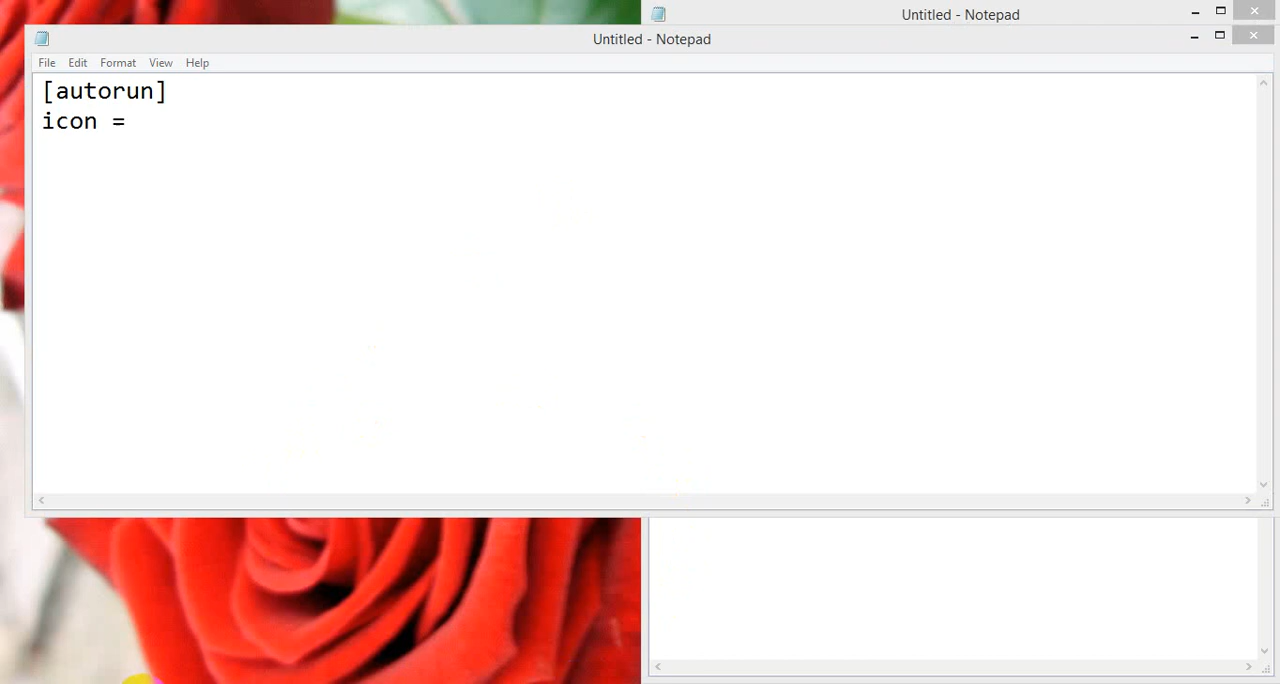 Untitled - Notepad
Untitled - Notepad
File Edit Format View Help
[autorun]
icon =